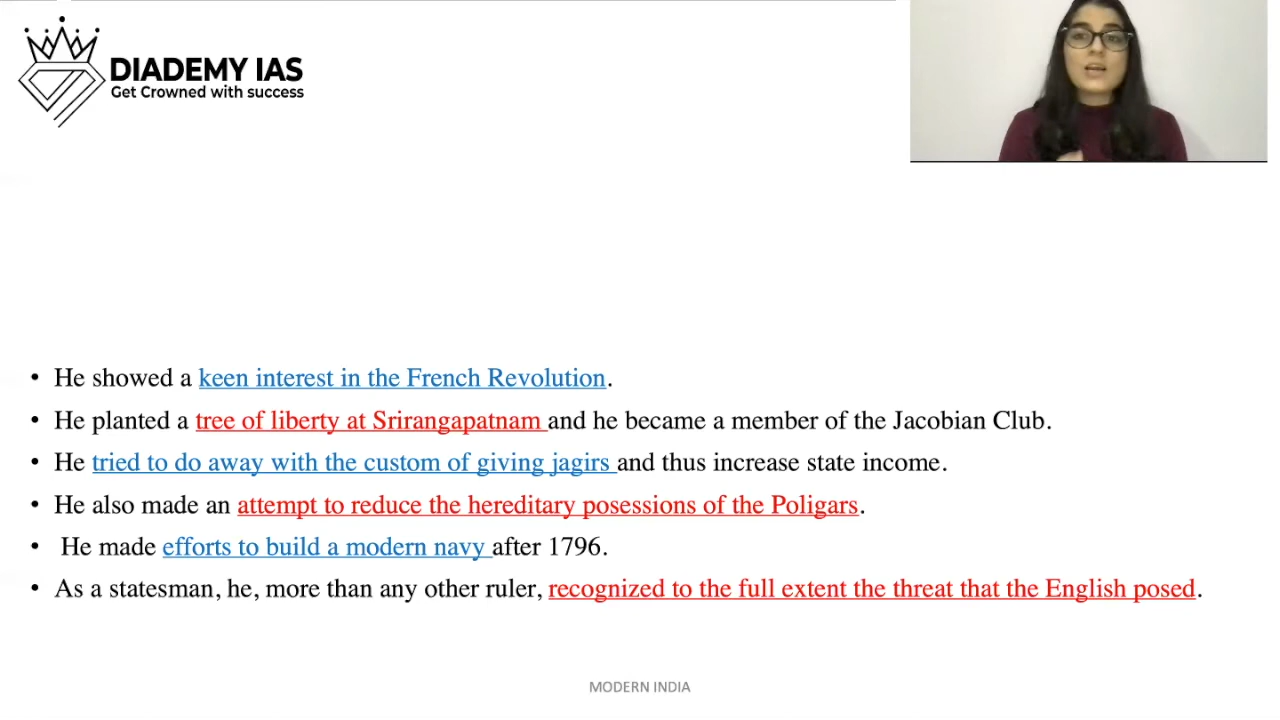 DIADEMY IAS
Get Crowned with success
• He showed a keen interest in the French Revolution.
• He planted a tree of liberty at Srirangapatnam and he became a member of the Jacobian Club.
• He tried to do away with the custom of giving jagirs and thus increase state income.
• He also made an attempt to reduce the hereditary posessions of the Poligars.
• He made efforts to build a modern navy after 1796.
• As a statesman, he, more than any other ruler, recognized to the full extent the threat that the English posed.
MODERN INDIA